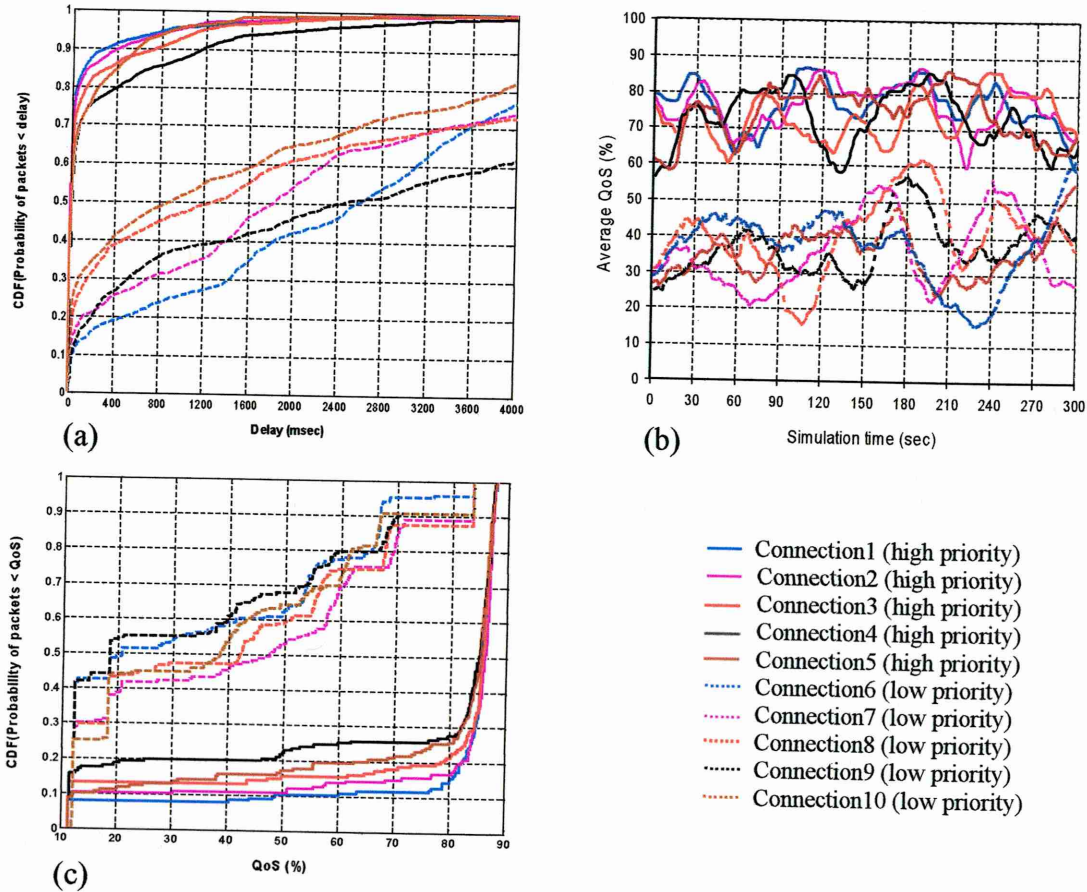 CDF(Probability of packets < delay)
1
0.9
0.8
0.7
0.6
0.5
0.4
0.3
0.2
0.1
0
0 400 800 1200 1600 2000 2400 2800 3200 3600 4000
Delay (msec)
(a)
Average QoS (%)
100
90
80
70
60
50
40
30
20
10
0
0 30 60 90 120 150 180 210 240 270 300
Simulation time (sec)
(b)
CDF(Probability of packets < QoS)
1
0.9
0.8
0.7
0.6
0.5
0.4
0.3
0.2
0.1
0
10 20 30 40 50 60 70 80 90
QoS (%)
(c)
Connection1 (high priority)
Connection2 (high priority)
Connection3 (high priority)
Connection4 (high priority)
Connection5 (high priority)
Connection6 (low priority)
Connection7 (low priority)
Connection8 (low priority)
Connection9 (low priority)
Connection10 (low priority)